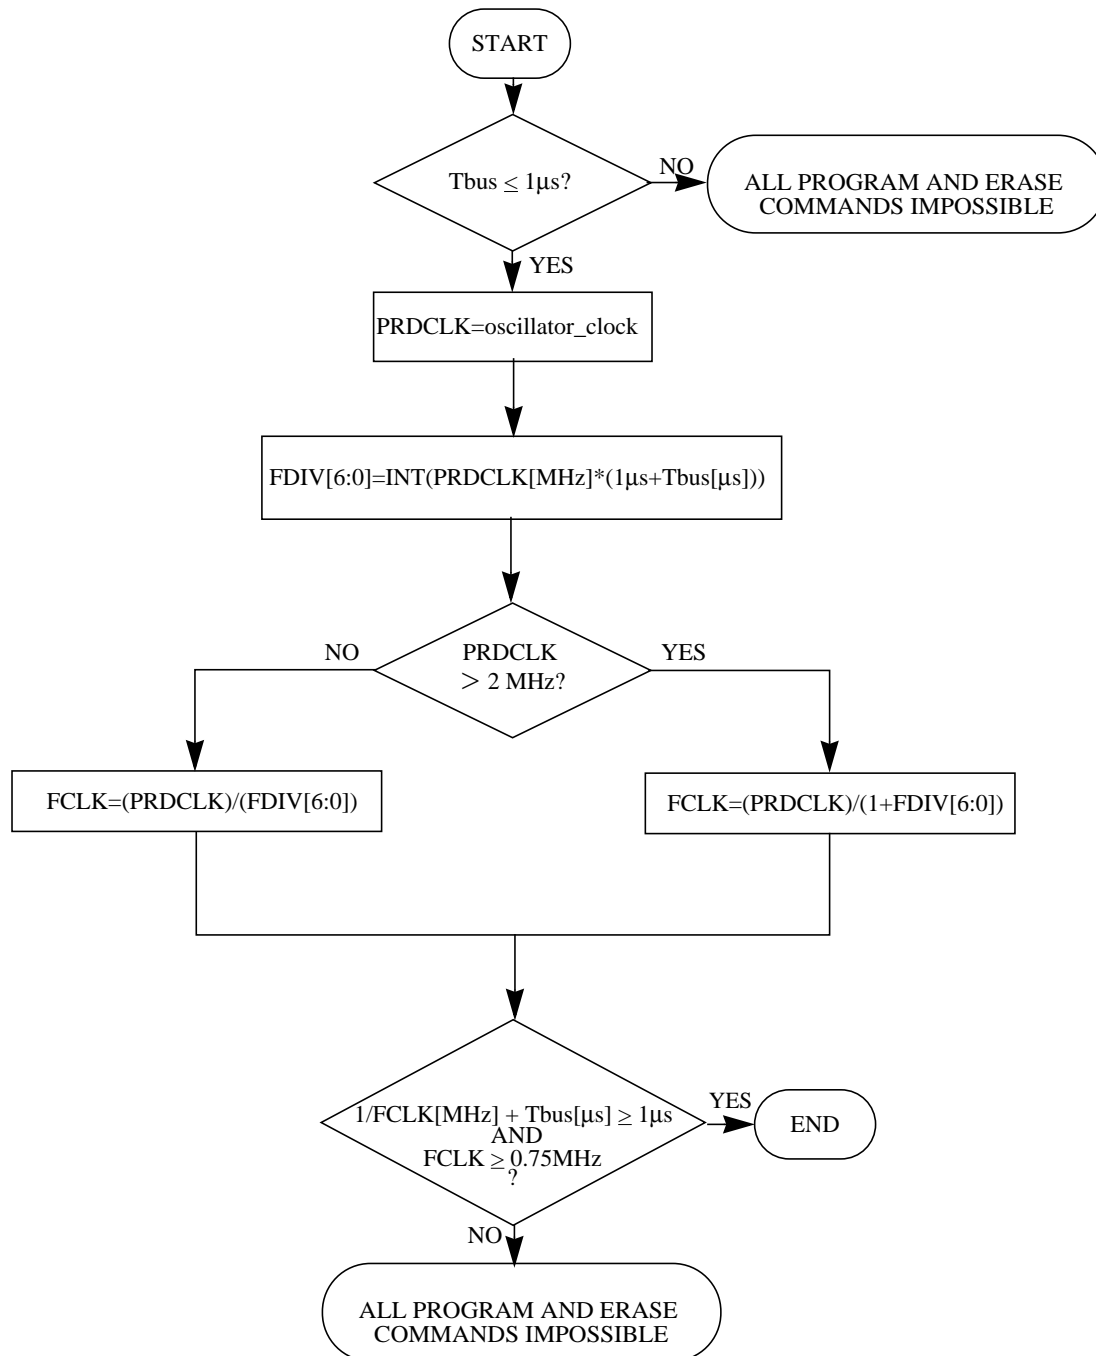 START
Tbus ≤ 1µs?
NO
ALL PROGRAM AND ERASE
COMMANDS IMPOSSIBLE
YES
PRDCLK=oscillator_clock
FDIV[6:0]=INT(PRDCLK[MHz]*(1µs+Tbus[µs]))
NO
PRDCLK
> 2 MHz?
YES
FCLK=(PRDCLK)/(FDIV[6:0])
FCLK=(PRDCLK)/(1+FDIV[6:0])
1/FCLK[MHz] + Tbus[µs] ≥ 1µs
AND
FCLK ≥ 0.75MHz
?
YES
END
NO
ALL PROGRAM AND ERASE
COMMANDS IMPOSSIBLE